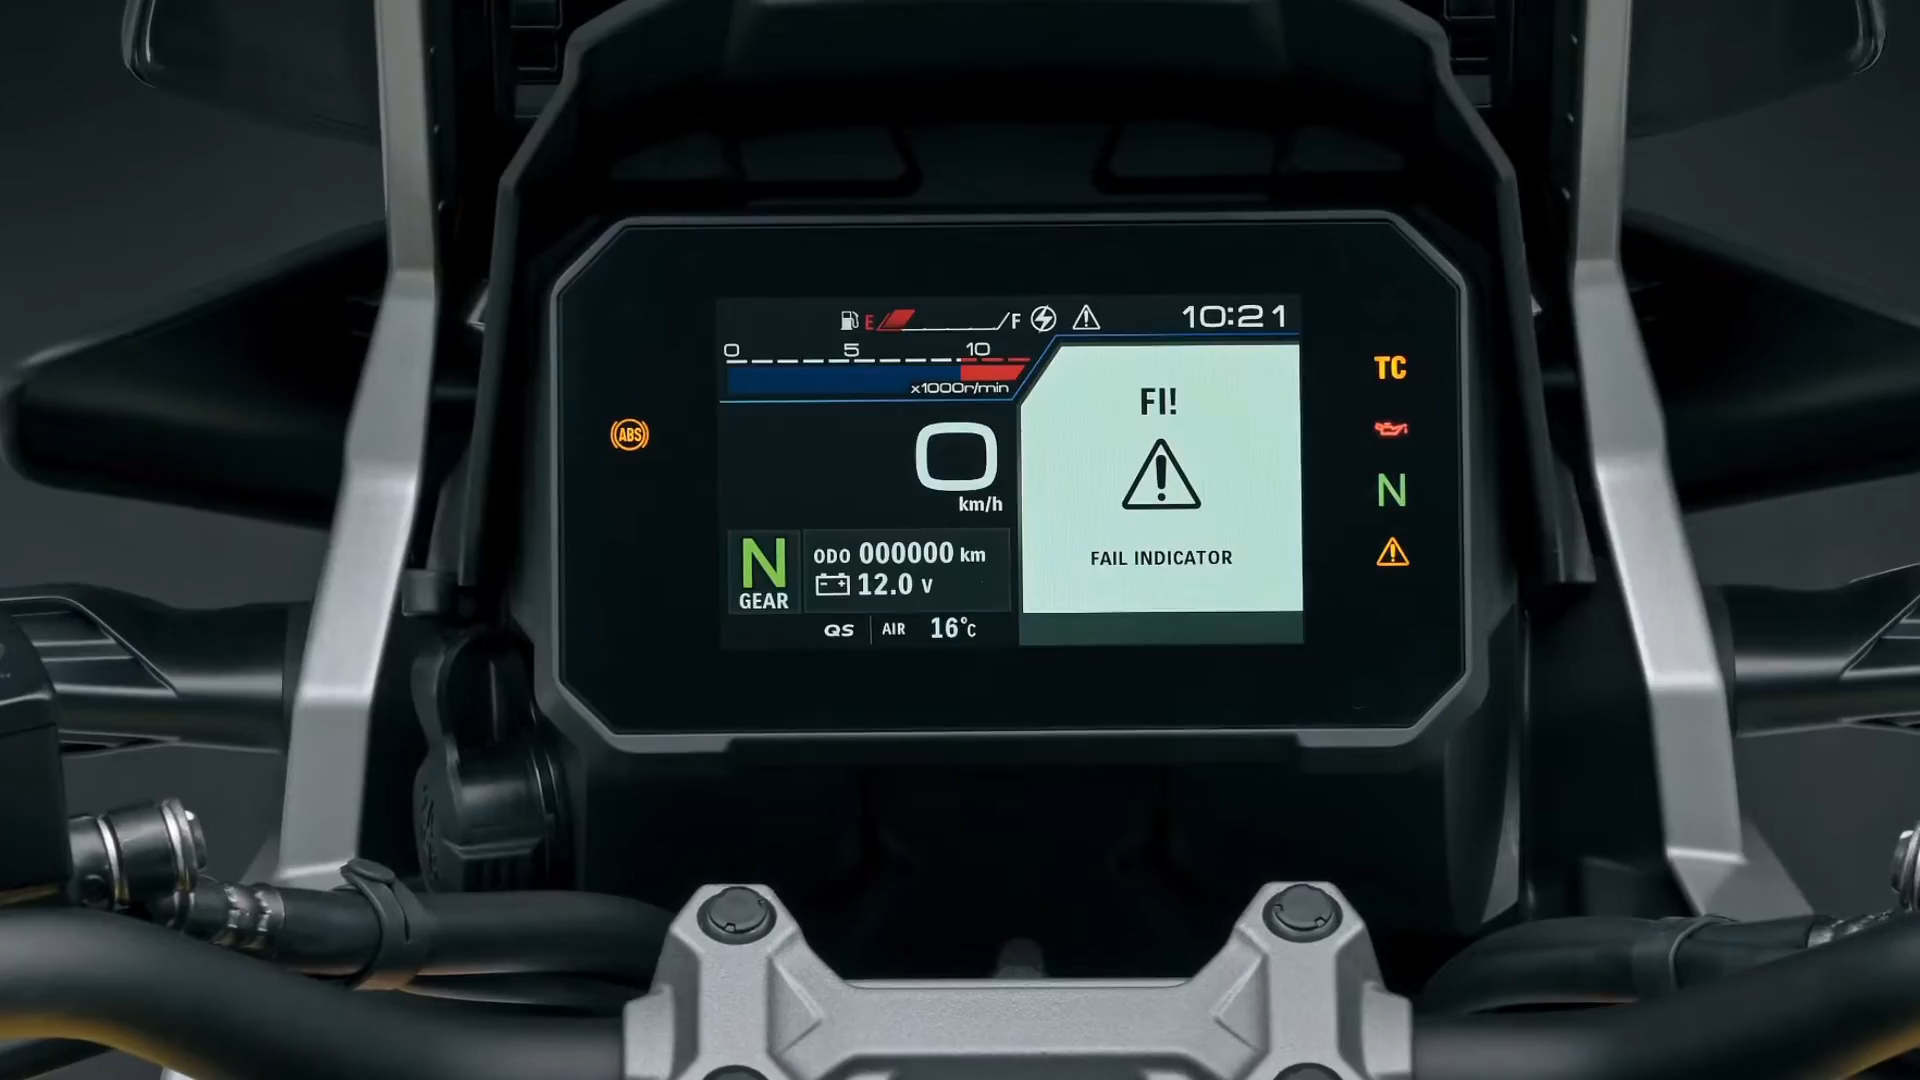 E F 10:21
0 5 10
x1000r/min
TC
FI!
ABS
0
km/h
N
N
GEAR
ODO 000000 km
12.0 V
FAIL INDICATOR
QS AIR 16°C